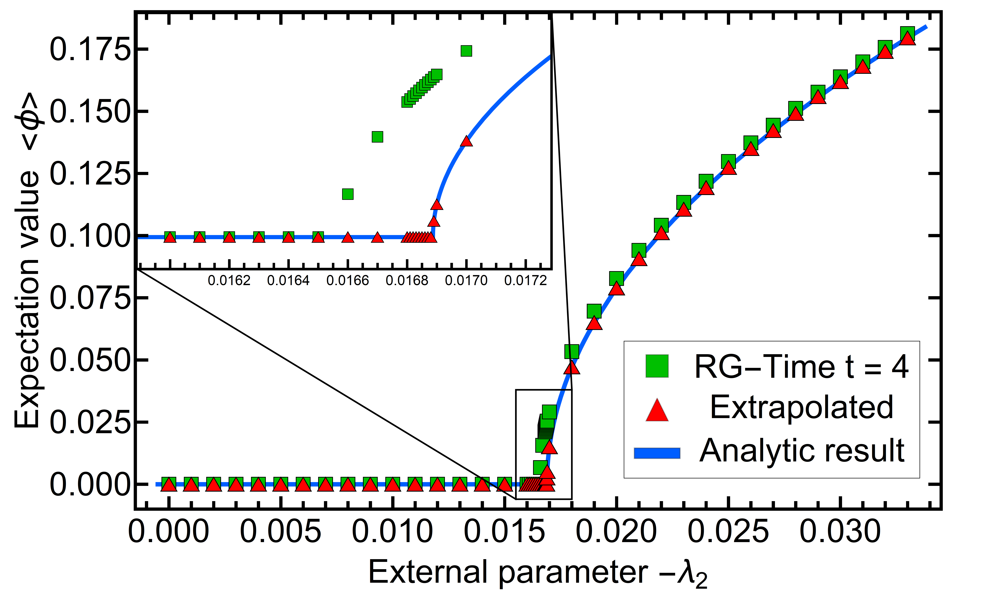 Expectation value <ϕ>
0.175
0.150
0.125
0.100
0.075
0.050
0.025
0.000
0.0162 0.0164 0.0166 0.0168 0.0170 0.0172
RG−Time t = 4
Extrapolated
Analytic result
0.000 0.005 0.010 0.015 0.020 0.025 0.030
External parameter −λ₂